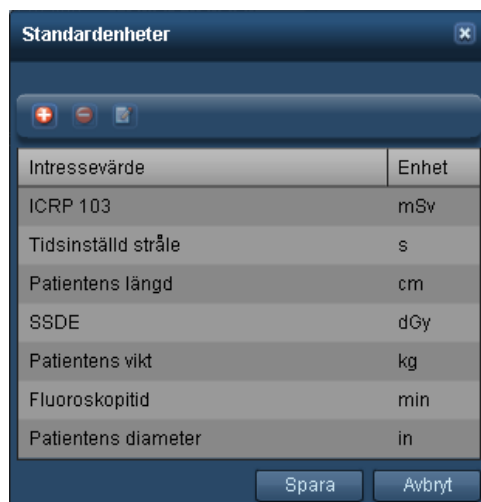 Standardenheter
Intressevärde Enhet
ICRP 103 mSv
Tidsinställd stråle s
Patientens längd cm
SSDE dGy
Patientens vikt kg
Fluoroskopitid min
Patientens diameter in
Spara Avbryt